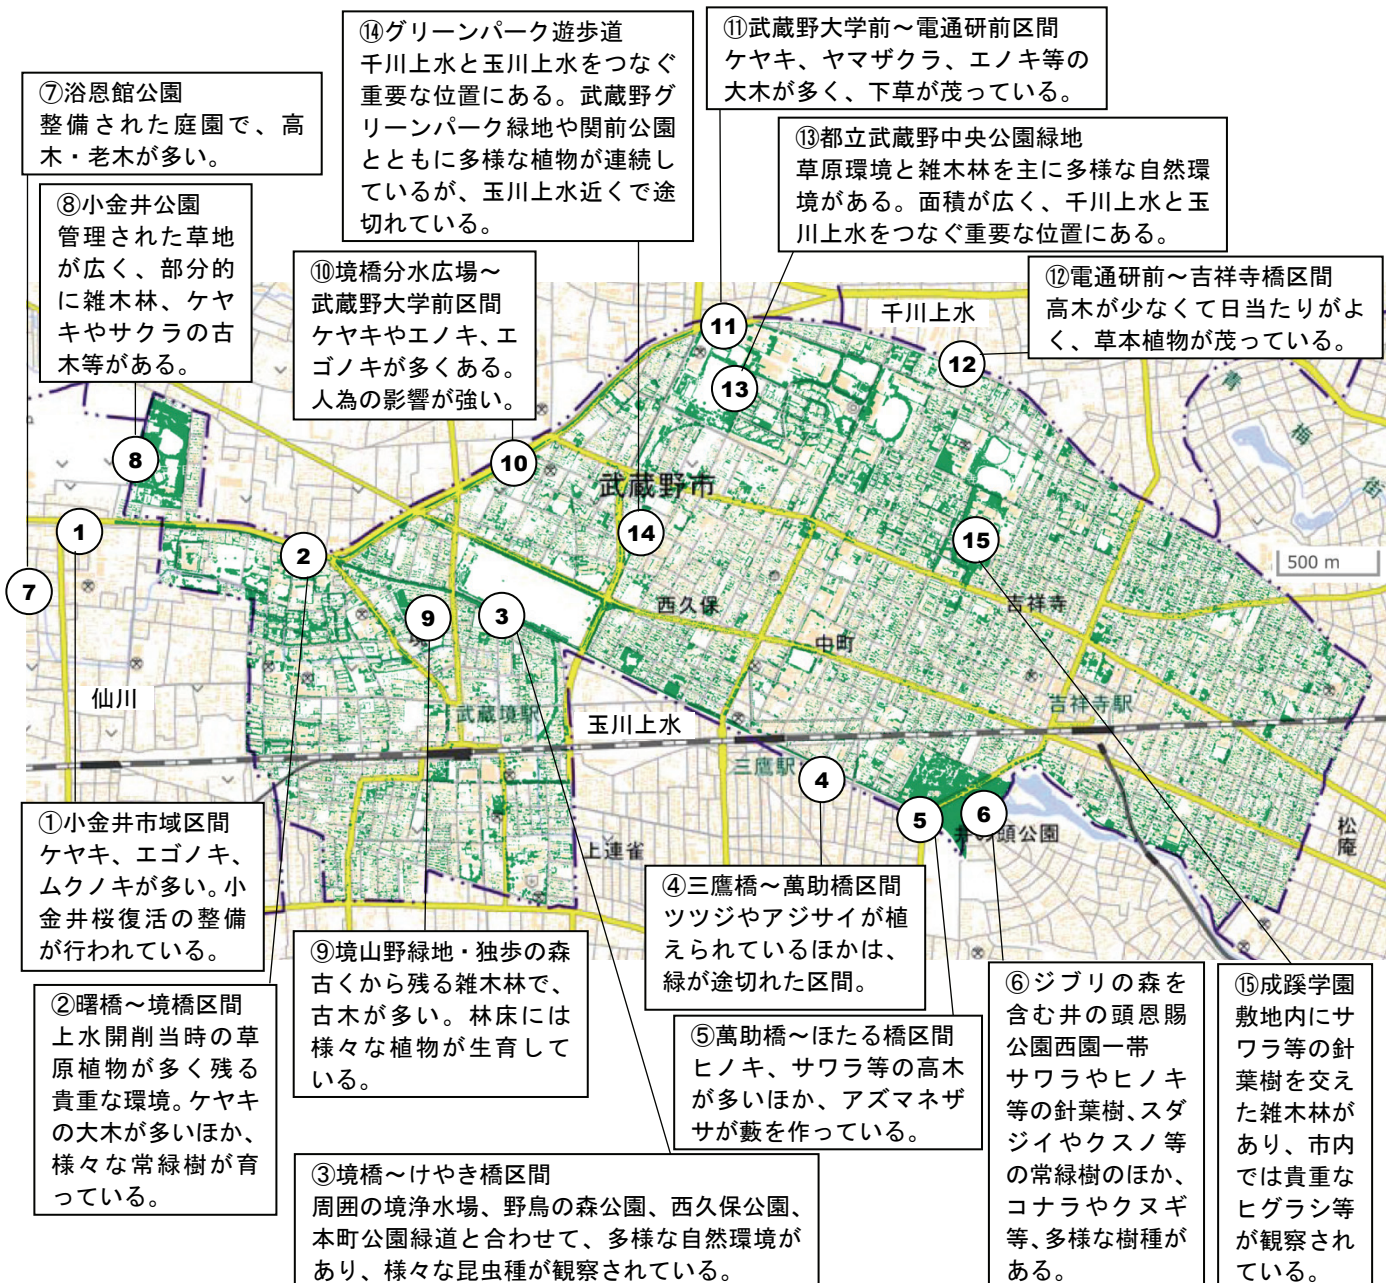 ⑭グリーンパーク遊歩道
千川上水と玉川上水をつなぐ
重要な位置にある。武蔵野グ
リーンパーク緑地や関前公園
とともに多様な植物が連続し
ているが、玉川上水近くで途
切れている。
⑪武蔵野大学前～電通研前区間
ケヤキ、ヤマザクラ、エノキ等の
大木が多く、下草が茂っている。
⑦浴恩館公園
整備された庭園で、高
木・老木が多い。
⑬都立武蔵野中央公園緑地
草原環境と雑木林を主に多様な自然環
境がある。面積が広く、千川上水と玉
川上水をつなぐ重要な位置にある。
⑧小金井公園
管理された草地
が広く、部分的
に雑木林、ケヤ
キやサクラの古
木等がある。
⑩境橋分水広場～
武蔵野大学前区間
ケヤキやエノキ、エ
ゴノキが多くある。
人為の影響が強い。
⑫電通研前～吉祥寺橋区間
高木が少なくて日当たりがよ
く、草本植物が茂っている。
千川上水
11
12
13
青梅街
8
10
武蔵野市
1
14
15
2
500 m
7
9
3
西久保
吉祥寺
境
中町
仙川
武蔵境駅
玉川上水
吉祥寺駅
三鷹駅
4
5
6
井の頭公園
松庵
上連雀
①小金井市域区間
ケヤキ、エゴノキ、
ムクノキが多い。小
金井桜復活の整備
が行われている。
④三鷹橋～萬助橋区間
ツツジやアジサイが植
えられているほかは、
緑が途切れた区間。
⑨境山野緑地・独歩の森
古くから残る雑木林で、
古木が多い。林床には
様々な植物が生育して
いる。
②曙橋～境橋区間
上水開削当時の草
原植物が多く残る
貴重な環境。ケヤキ
の大木が多いほか、
様々な常緑樹が育
っている。
⑤萬助橋～ほたる橋区間
ヒノキ、サワラ等の高木
が多いほか、アズマネザ
サが藪を作っている。
⑥ジブリの森を
含む井の頭恩賜
公園西園一帯
サワラやヒノキ
等の針葉樹、スダ
ジイやクスノ等
の常緑樹のほか、
コナラやクヌギ
等、多様な樹種が
ある。
⑮成蹊学園
敷地内にサ
ワラ等の針
葉樹を交え
た雑木林が
あり、市内
では貴重な
ヒグラシ等
が観察され
ている。
③境橋～けやき橋区間
周囲の境浄水場、野鳥の森公園、西久保公園、
本町公園緑道と合わせて、多様な自然環境が
あり、様々な昆虫種が観察されている。